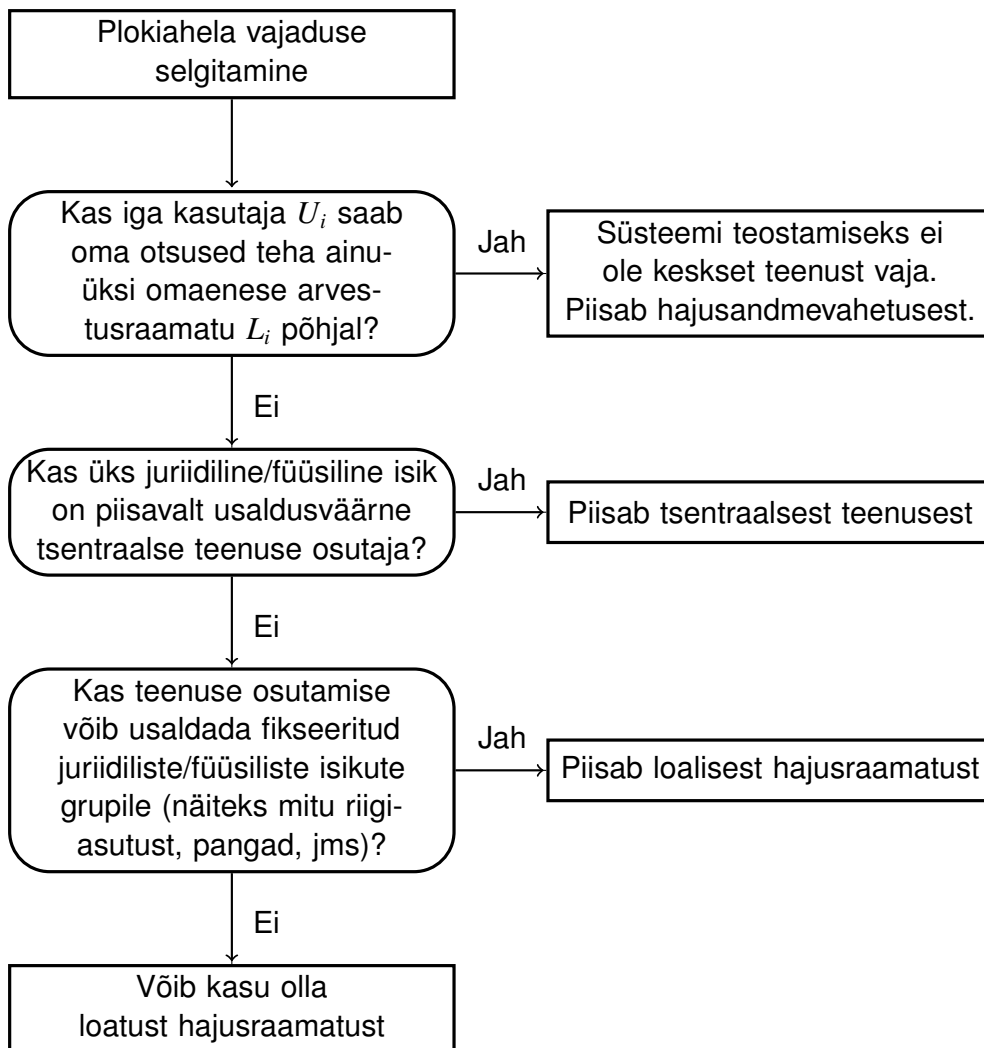 Plokiahela vajaduse
selgitamine
Kas iga kasutaja U_i saab
oma otsused teha ainu-
üksi omaenese arves-
tusraamatu L_i põhjal?
Jah
Süsteemi teostamiseks ei
ole keskset teenust vaja.
Piisab hajusandmevahetusest.
Ei
Kas üks juriidiline/füüsiline isik
on piisavalt usaldusväärne
tsentraalse teenuse osutaja?
Jah
Piisab tsentraalsest teenusest
Ei
Kas teenuse osutamise
võib usaldada fikseeritud
juriidiliste/füüsiliste isikute
grupile (näiteks mitu riigi-
asutust, pangad, jms)?
Jah
Piisab loalisest hajusraamatust
Ei
Võib kasu olla
loatust hajusraamatust